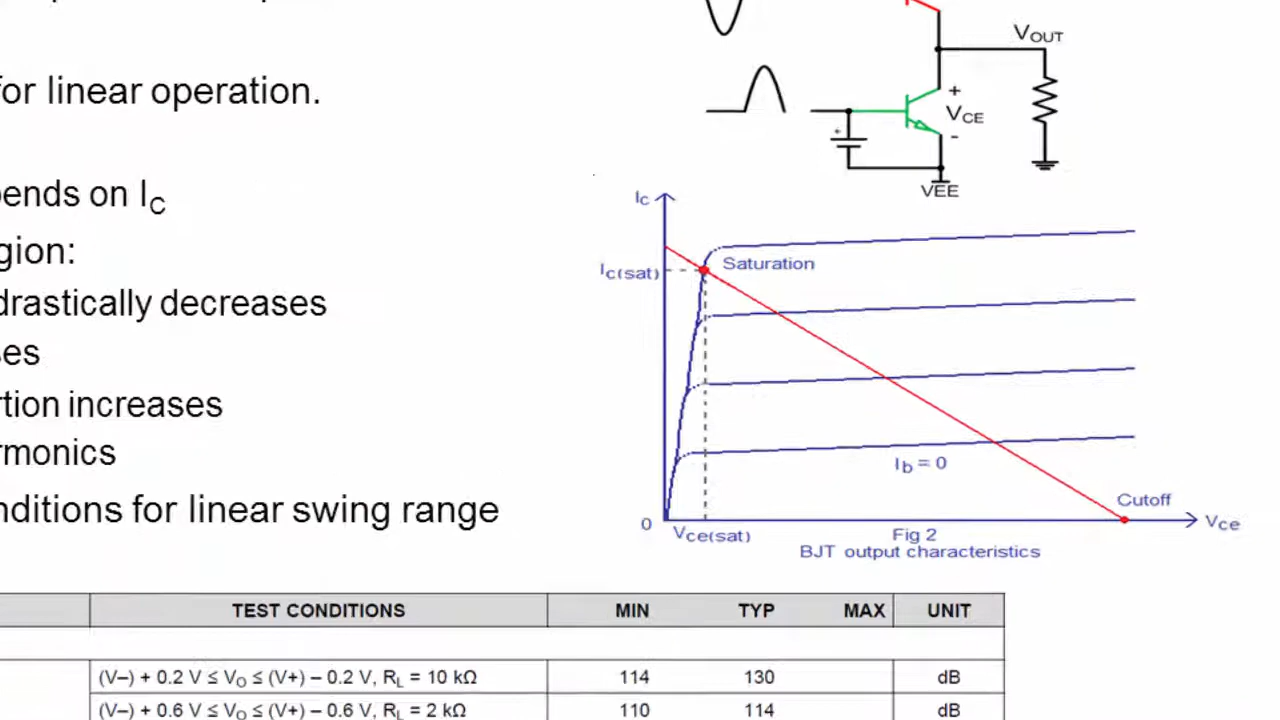 for linear operation.
pends on IC
gion:
drastically decreases
ses
rtion increases
rmonics
nditions for linear swing range
VOUT
+
VCE
-
+
VEE
IC
IC(sat)
Saturation
Ib = 0
Cutoff
0
Vce(sat)
Vce
Fig 2
BJT output characteristics
TEST CONDITIONS MIN TYP MAX UNIT
(V–) + 0.2 V ≤ VO ≤ (V+) – 0.2 V, RL = 10 kΩ 114 130 dB
(V–) + 0.6 V ≤ VO ≤ (V+) – 0.6 V, RL = 2 kΩ 110 114 dB